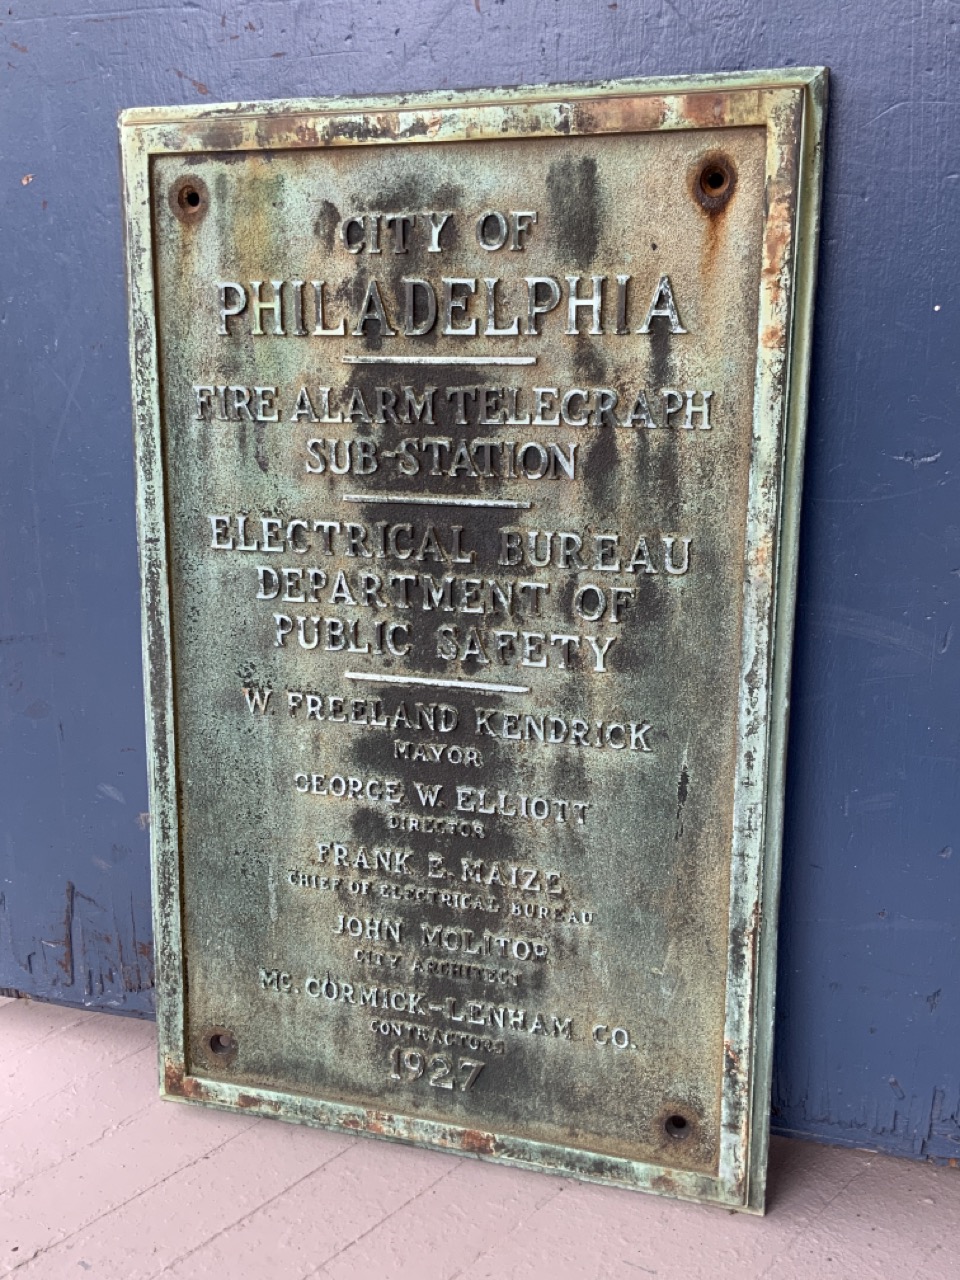 CITY OF
PHILADELPHIA
FIRE ALARM TELEGRAPH
SUB-STATION
ELECTRICAL BUREAU
DEPARTMENT OF
PUBLIC SAFETY
W. FREELAND KENDRICK
MAYOR
GEORGE W. ELLIOTT
DIRECTOR
FRANK E. MAIZE
CHIEF OF ELECTRICAL BUREAU
JOHN MOLITOR
CITY ARCHITECT
MC. CORMICK-LENHAM CO.
CONTRACTORS
1927